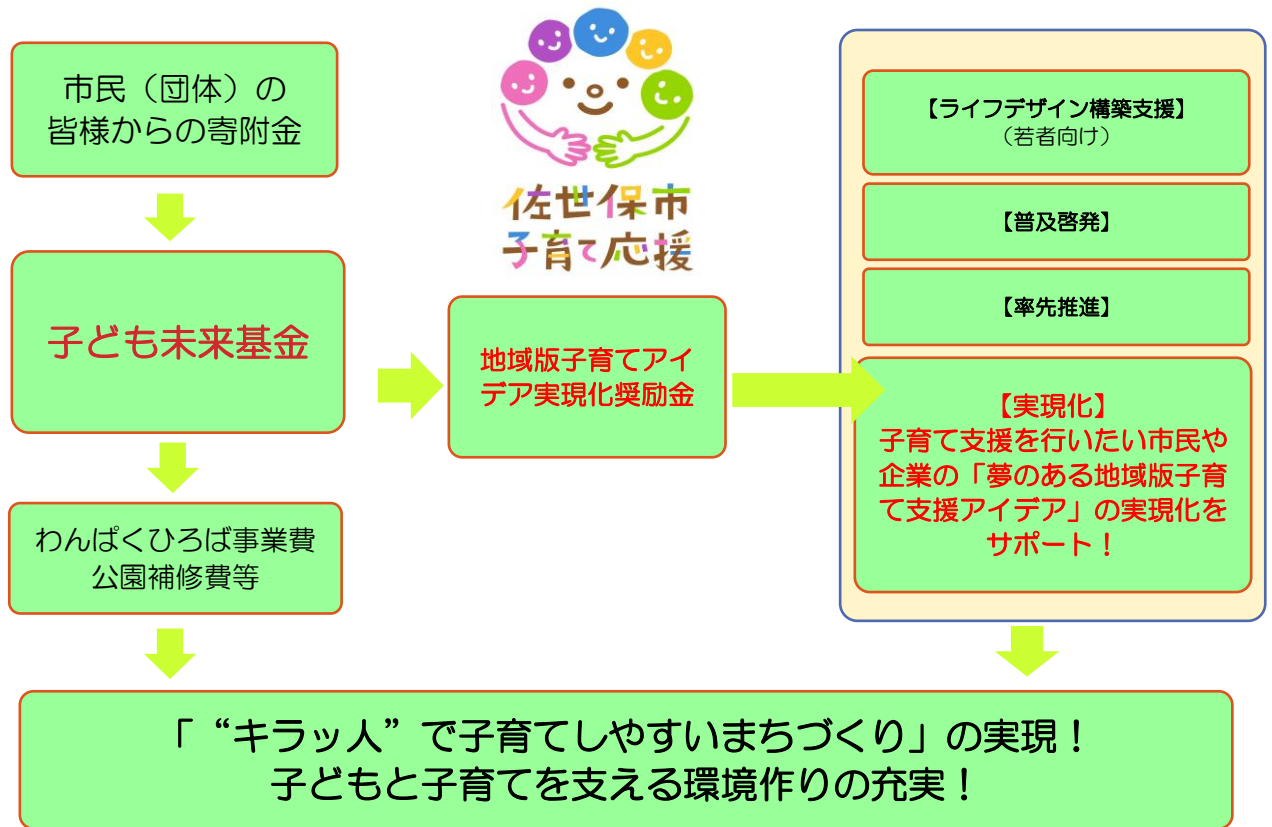 市民（団体）の
皆様からの寄附金
子ども未来基金
わんぱくひろば事業費
公園補修費等
佐世保市
子育て応援
地域版子育てアイ
デア実現化奨励金
【ライフデザイン構築支援】
（若者向け）
【普及啓発】
【率先推進】
【実現化】
子育て支援を行いたい市民や
企業の「夢のある地域版子育
て支援アイデア」の実現化を
サポート！
「“キラッ人”で子育てしやすいまちづくり」の実現！
子どもと子育てを支える環境作りの充実！